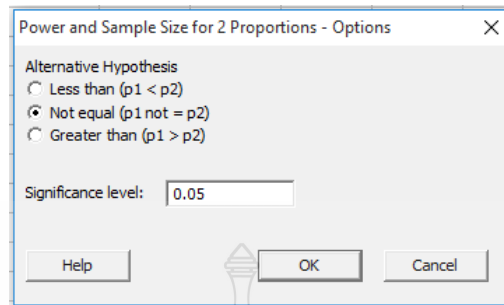 Power and Sample Size for 2 Proportions - Options
Alternative Hypothesis
Less than (p1 < p2)
Not equal (p1 not = p2)
Greater than (p1 > p2)
Significance level: 0.05
Help OK Cancel